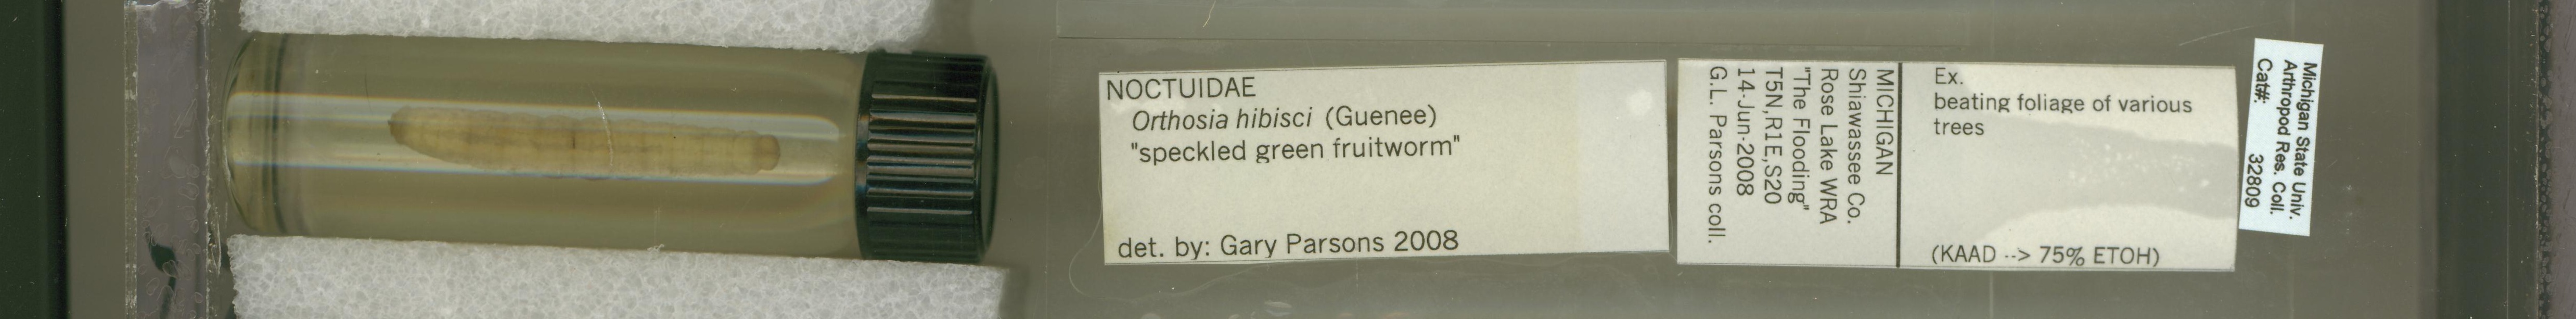 NOCTUIDAE
Orthosia hibisci (Guenee)
"speckled green fruitworm"
det. by: Gary Parsons 2008
MICHIGAN
Shiawassee Co.
Rose Lake WRA
"The Flooding"
T5N,R1E,S20
14-Jun-2008
G.L. Parsons coll.
Ex.
beating foliage of various
trees
(KAAD --> 75% ETOH)
Michigan State Univ.
Arthropod Res. Coll.
Cat#: 32809